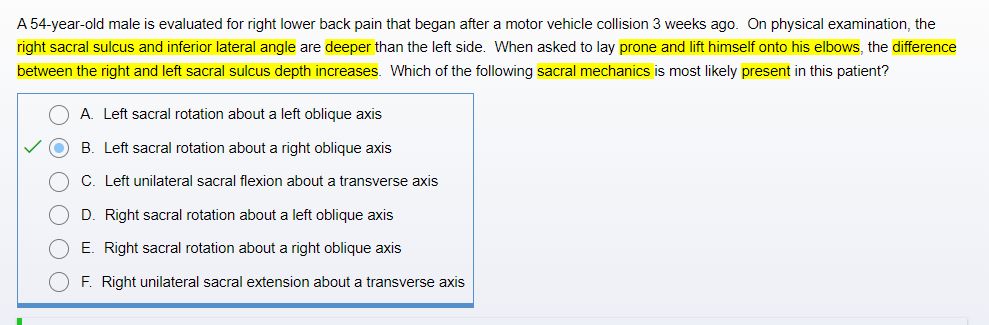 A 54-year-old male is evaluated for right lower back pain that began after a motor vehicle collision 3 weeks ago. On physical examination, the
right sacral sulcus and inferior lateral angle are deeper than the left side. When asked to lay prone and lift himself onto his elbows, the difference
between the right and left sacral sulcus depth increases. Which of the following sacral mechanics is most likely present in this patient?
A. Left sacral rotation about a left oblique axis
B. Left sacral rotation about a right oblique axis
C. Left unilateral sacral flexion about a transverse axis
D. Right sacral rotation about a left oblique axis
E. Right sacral rotation about a right oblique axis
F. Right unilateral sacral extension about a transverse axis